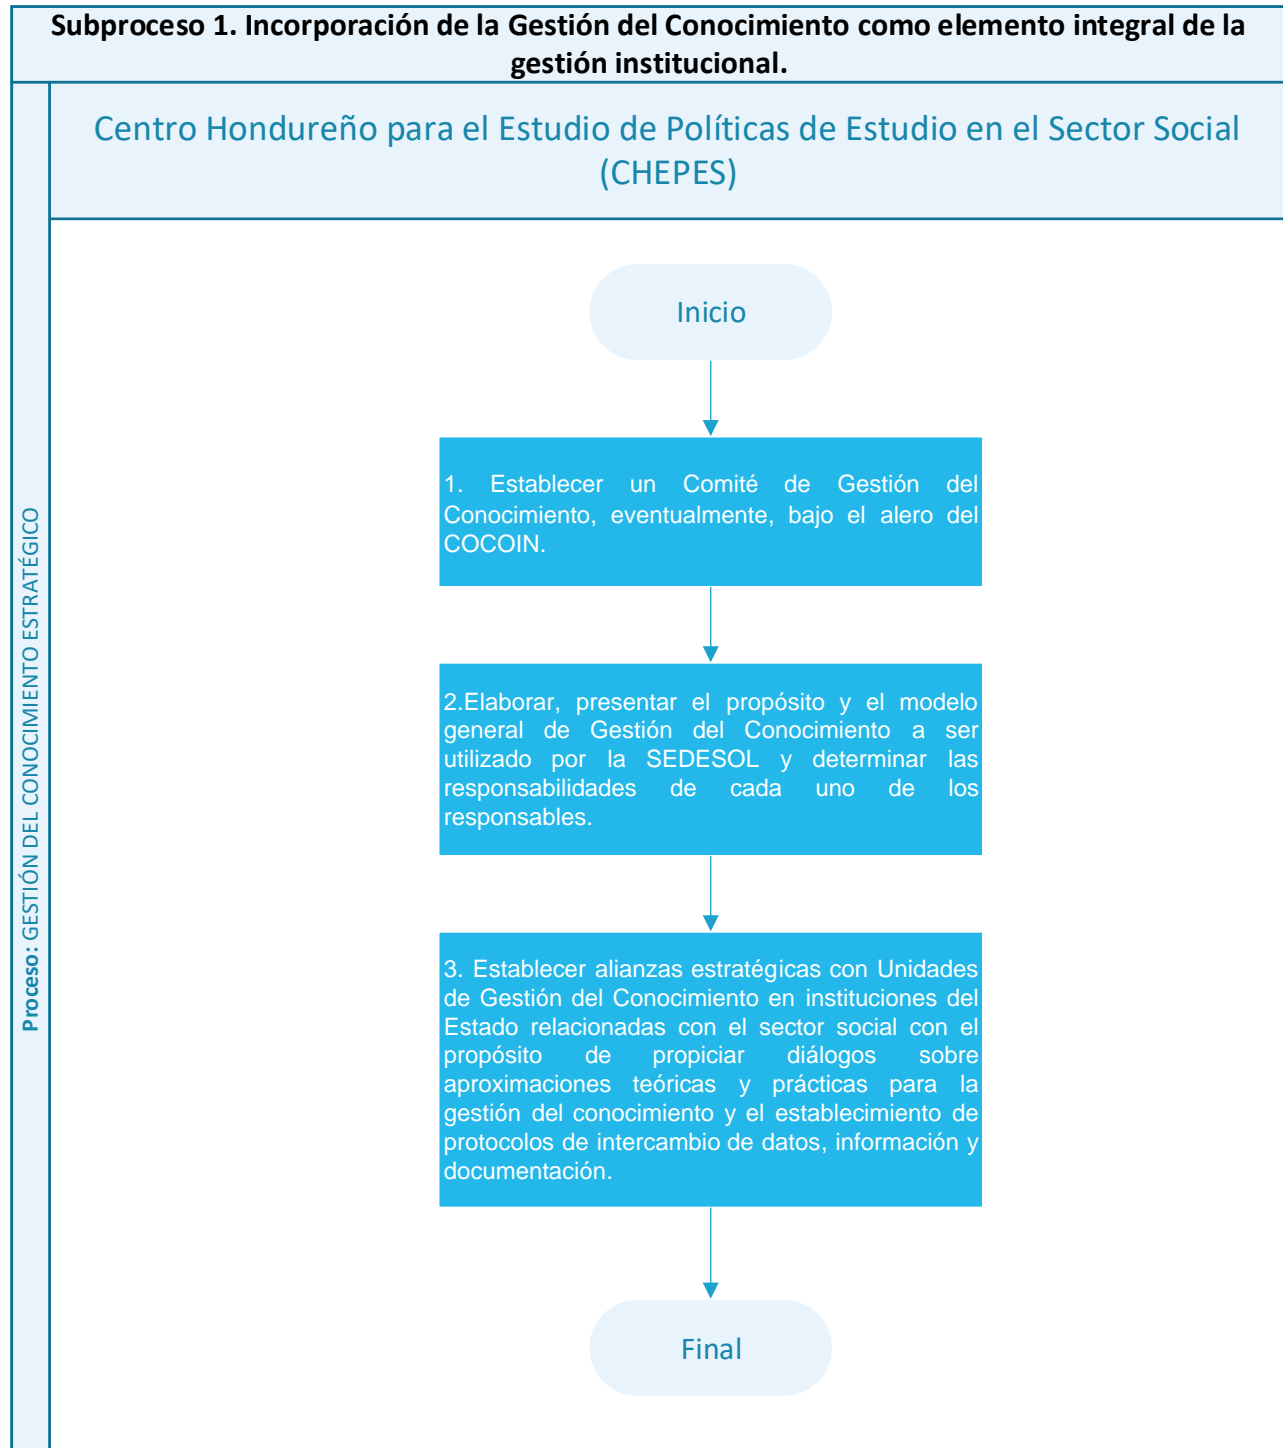 Subproceso 1. Incorporación de la Gestión del Conocimiento como elemento integral de la
gestión institucional.
Centro Hondureño para el Estudio de Políticas de Estudio en el Sector Social
(CHEPES)
Proceso: GESTIÓN DEL CONOCIMIENTO ESTRATÉGICO
Inicio
1. Establecer un Comité de Gestión del
Conocimiento, eventualmente, bajo el alero del
COCOIN.
2.Elaborar, presentar el propósito y el modelo
general de Gestión del Conocimiento a ser
utilizado por la SEDESOL y determinar las
responsabilidades de cada uno de los
responsables.
3. Establecer alianzas estratégicas con Unidades
de Gestión del Conocimiento en instituciones del
Estado relacionadas con el sector social con el
propósito de propiciar diálogos sobre
aproximaciones teóricas y prácticas para la
gestión del conocimiento y el establecimiento de
protocolos de intercambio de datos, información y
documentación.
Final